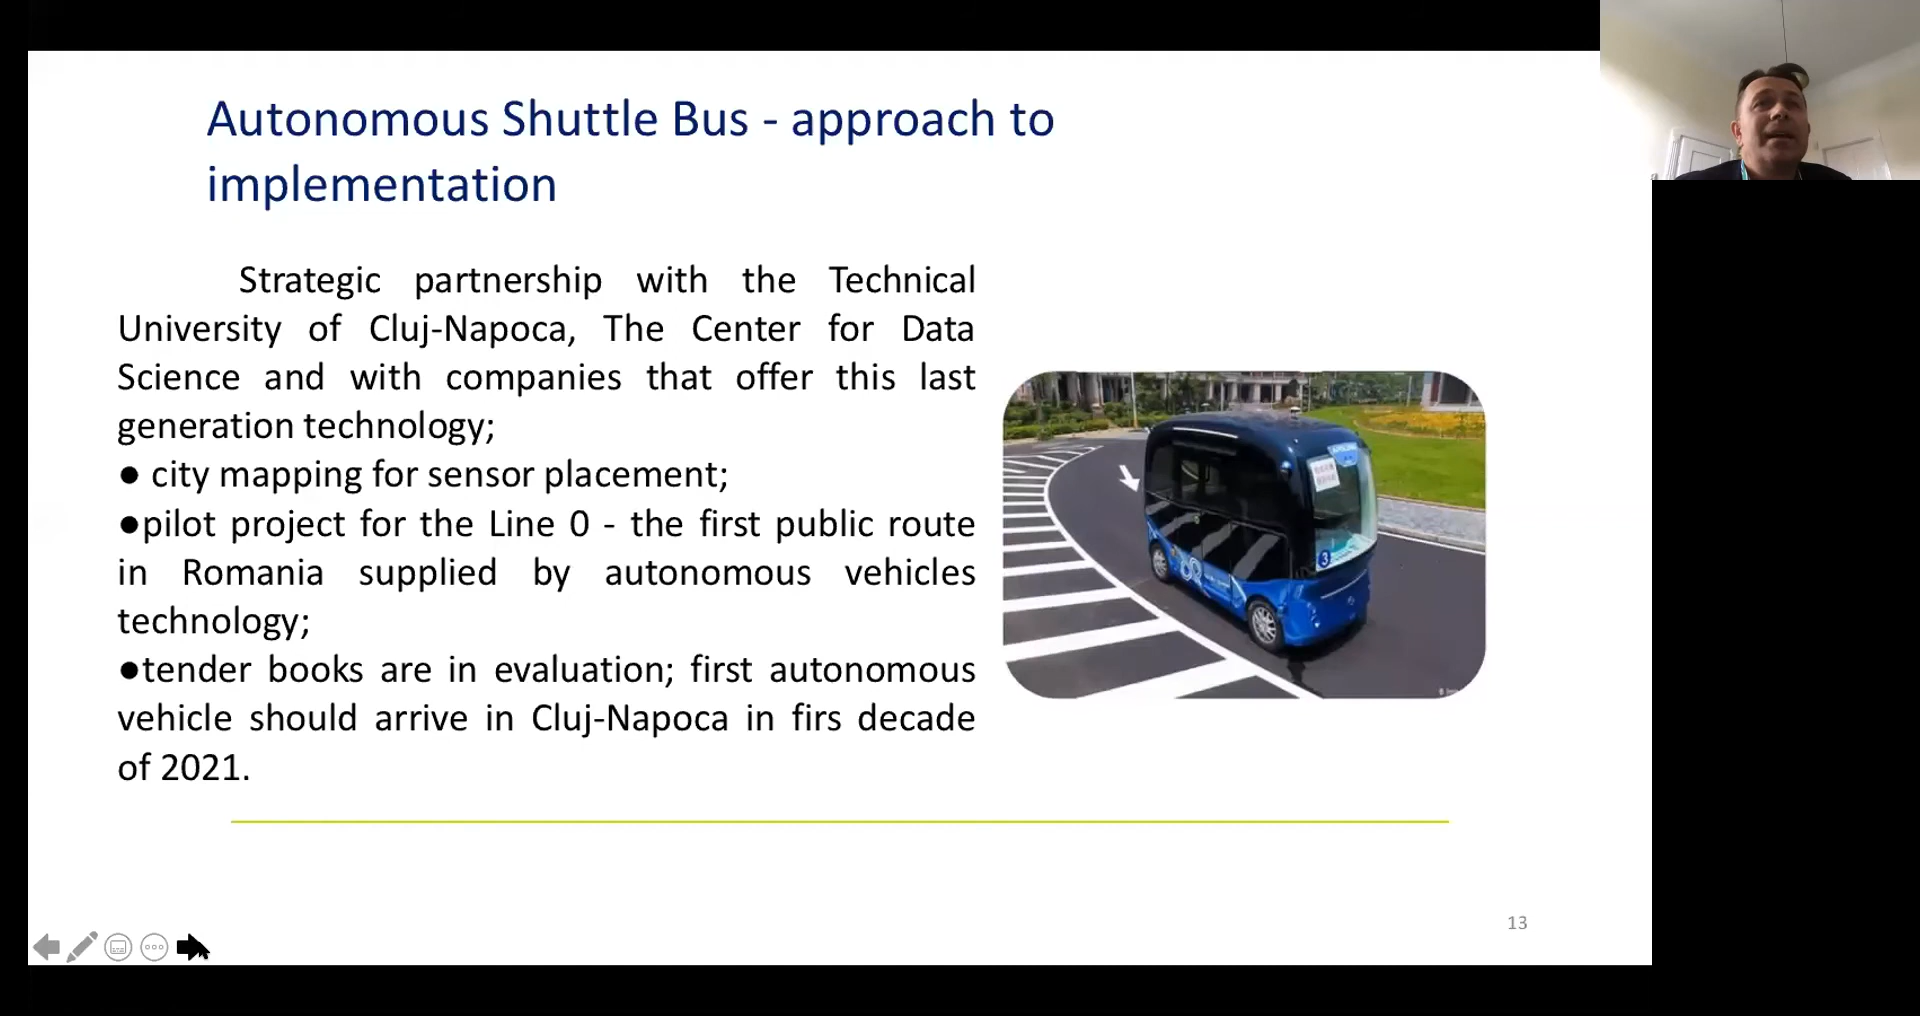 Autonomous Shuttle Bus - approach to
implementation
Strategic partnership with the Technical
University of Cluj-Napoca, The Center for Data
Science and with companies that offer this last
generation technology;
● city mapping for sensor placement;
●pilot project for the Line 0 - the first public route
in Romania supplied by autonomous vehicles
technology;
●tender books are in evaluation; first autonomous
vehicle should arrive in Cluj-Napoca in firs decade
of 2021.
3
13